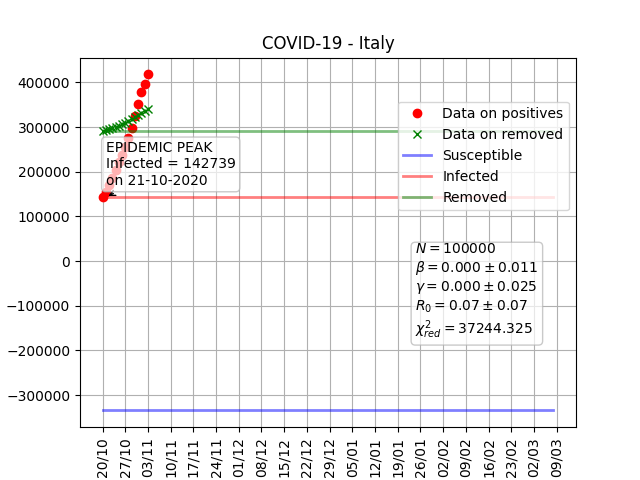 COVID-19 - Italy
400000
300000
200000
100000
0
−100000
−200000
−300000
Data on positives
Data on removed
Susceptible
Infected
Removed
EPIDEMIC PEAK
Infected = 142739
on 21-10-2020
N = 100000
β = 0.000 ± 0.011
γ = 0.000 ± 0.025
R₀ = 0.07 ± 0.07
χ²red = 37244.325
20/10
27/10
03/11
10/11
17/11
24/11
01/12
08/12
15/12
22/12
29/12
05/01
12/01
19/01
26/01
02/02
09/02
16/02
23/02
02/03
09/03